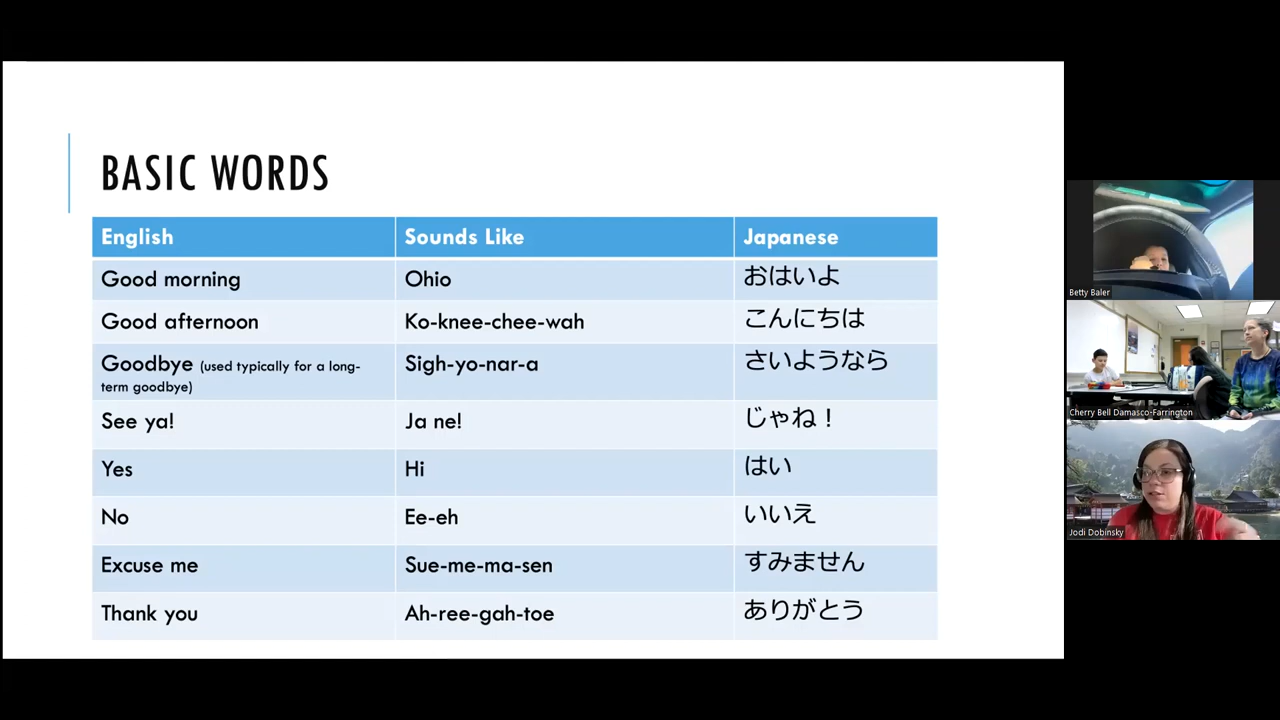 BASIC WORDS
English Sounds Like Japanese
Good morning Ohio おはいよ
Good afternoon Ko-knee-chee-wah こんにちは
Goodbye (used typically for a long-
term goodbye) Sigh-yo-nar-a さいようなら
See ya! Ja ne! じゃね！
Yes Hi はい
No Ee-eh いいえ
Excuse me Sue-me-ma-sen すみません
Thank you Ah-ree-gah-toe ありがとう
Betty Baler
Cherry Bell Damasco-Farrington
Jodi Dobinsky